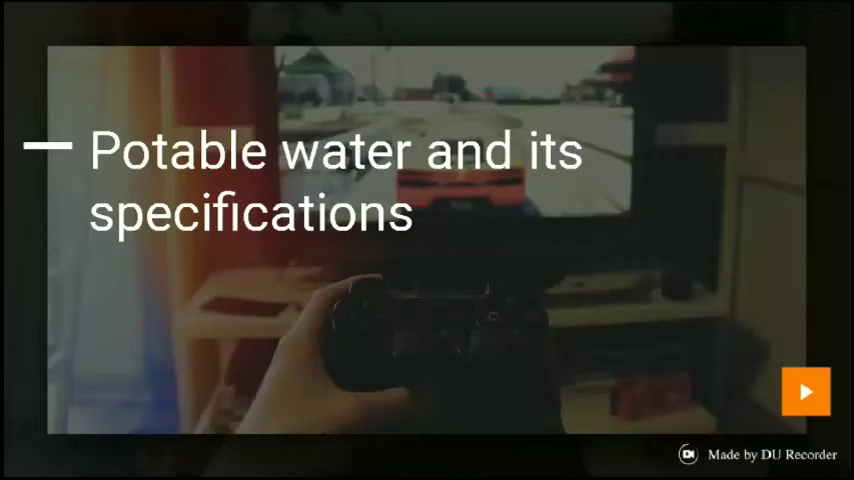 Potable water and its
specifications
Made by DU Recorder